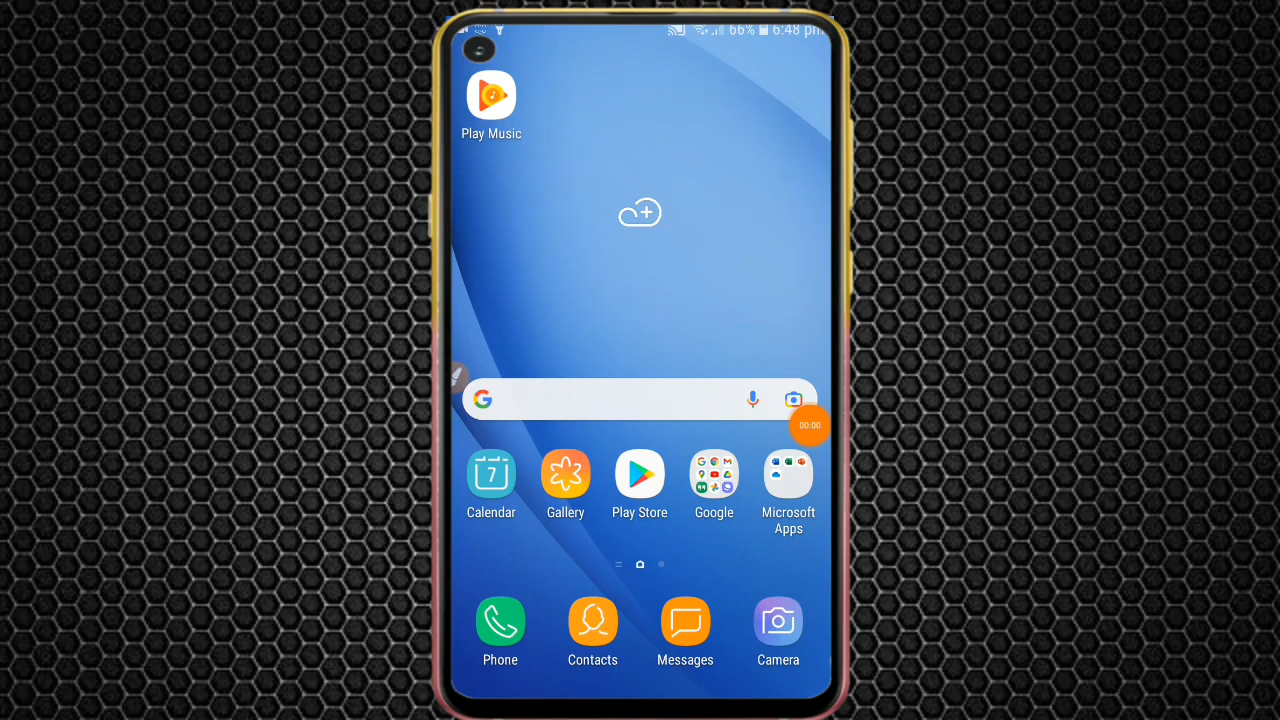 66% 6:48 pm
Play Music
00:00
7
Calendar
Gallery
Play Store
Google
Microsoft
Apps
Phone
Contacts
Messages
Camera